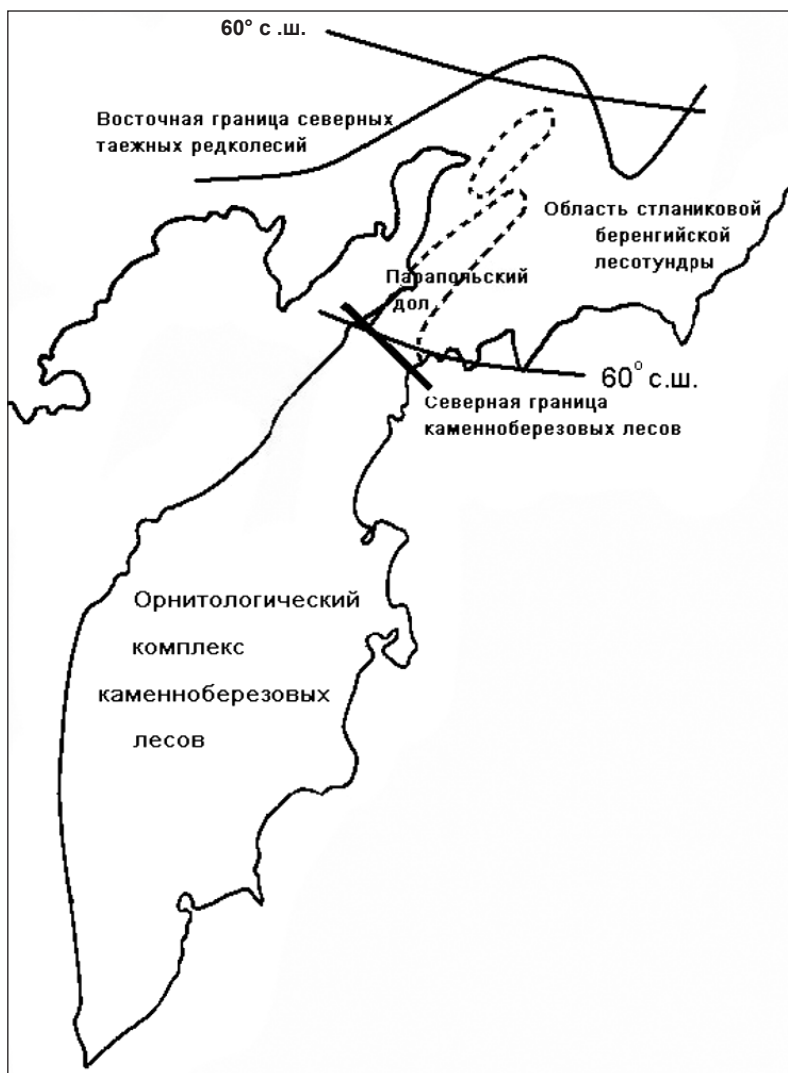 60° с .ш.
Восточная граница северных
таежных редколесий
Область стланиковой
беренгийской
лесотундры
Парапольский
дол
60° с.ш.
Северная граница
каменноберезовых лесов
Орнитологический
комплекс
каменноберезовых
лесов